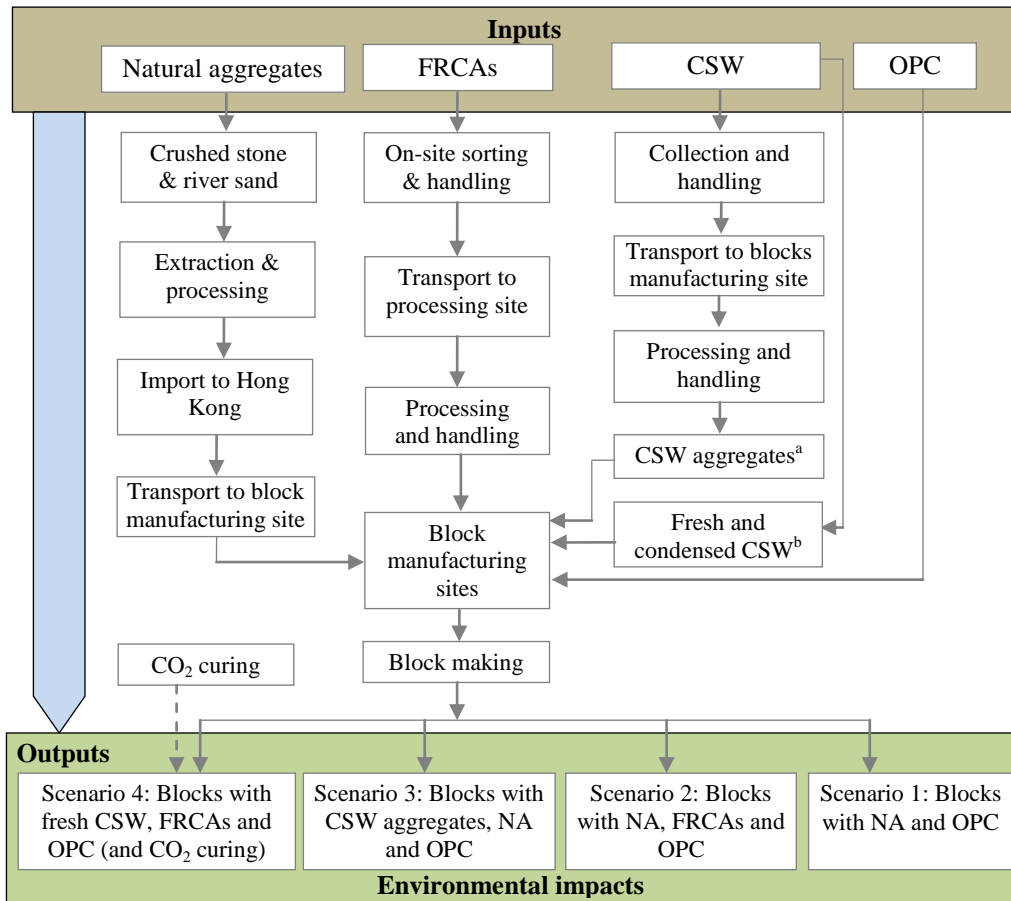 Inputs
Natural aggregates
FRCAs
CSW
OPC
Crushed stone
& river sand
On-site sorting
& handling
Collection and
handling
Extraction &
processing
Transport to
processing site
Transport to blocks
manufacturing site
Import to Hong
Kong
Processing
and handling
Processing and
handling
Transport to block
manufacturing site
CSW aggregatesᵃ
Fresh and
condensed CSWᵇ
Block
manufacturing
sites
Block making
CO₂ curing
Outputs
Scenario 4: Blocks with
fresh CSW, FRCAs and
OPC (and CO₂ curing)
Scenario 3: Blocks with
CSW aggregates, NA
and OPC
Scenario 2: Blocks
with NA, FRCAs and
OPC
Scenario 1: Blocks
with NA and OPC
Environmental impacts